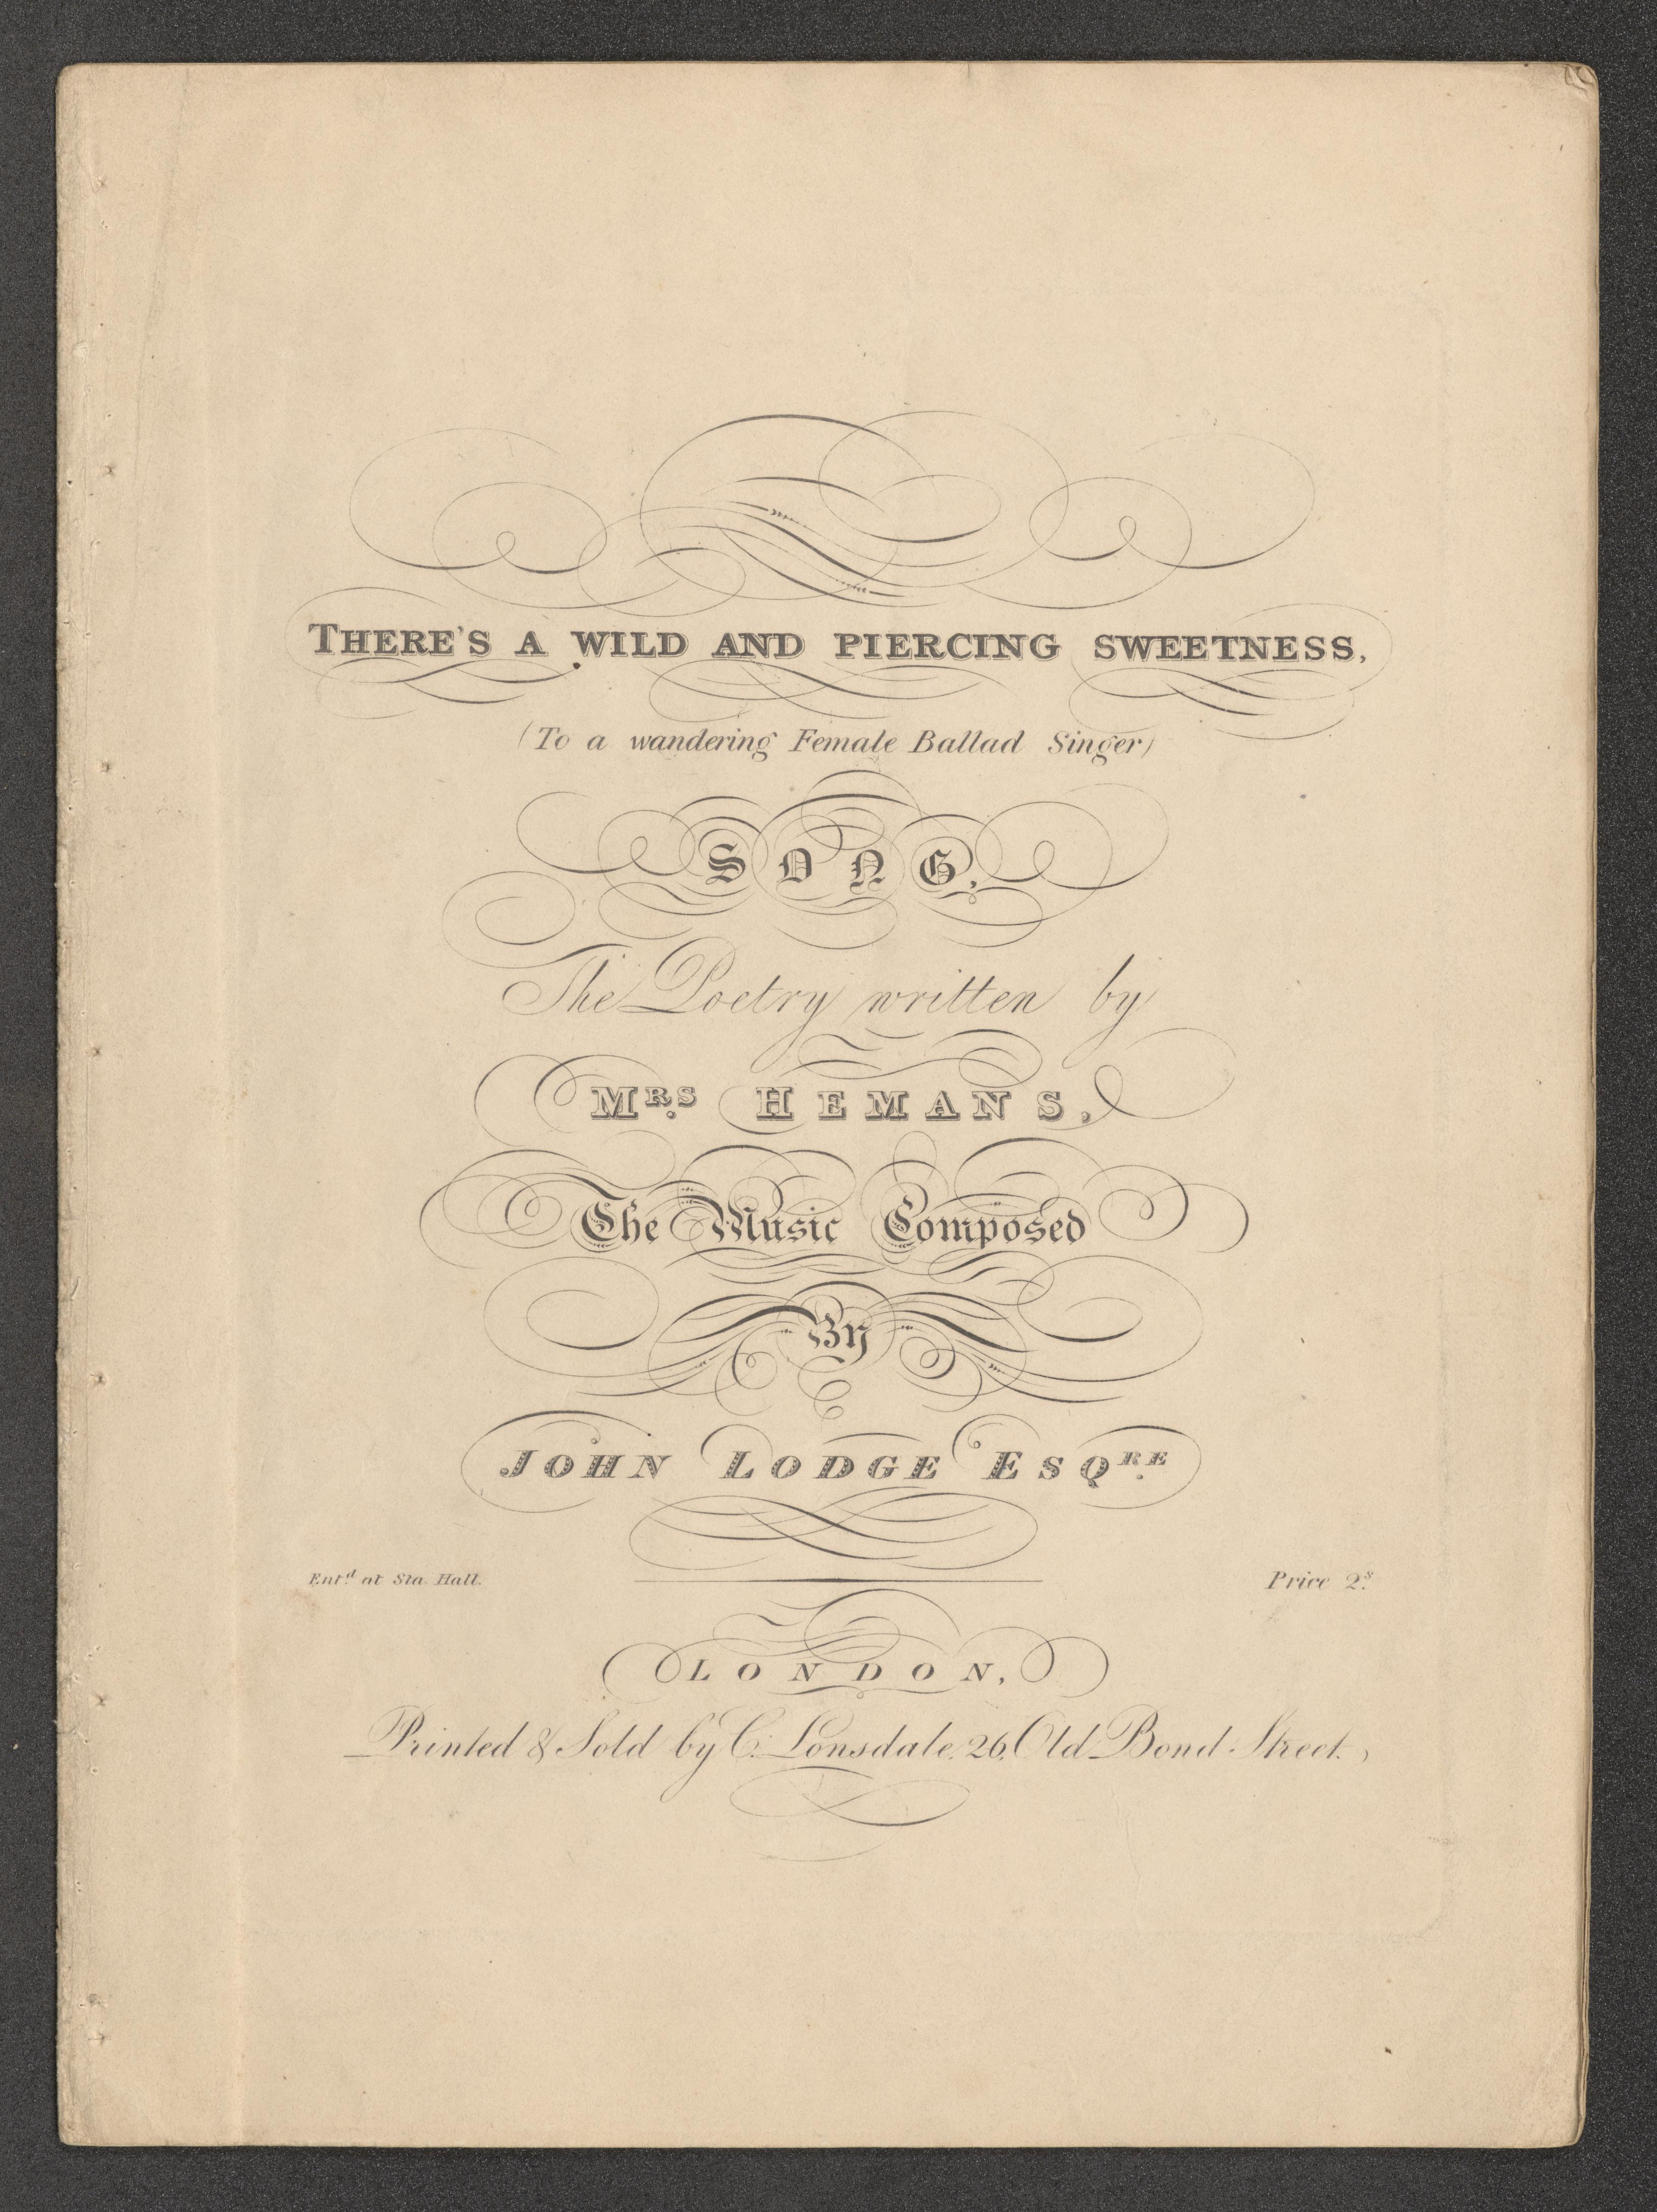 THERE'S A WILD AND PIERCING SWEETNESS,
(To a wandering Female Ballad Singer)
SONG,
The Poetry written by
MRS. HEMANS,
The Music Composed
By
JOHN LODGE ESQRE.
Entd. at Sta. Hall.
Price 2s.
LONDON,
Printed & Sold by C. Lonsdale, 26, Old Bond Street.